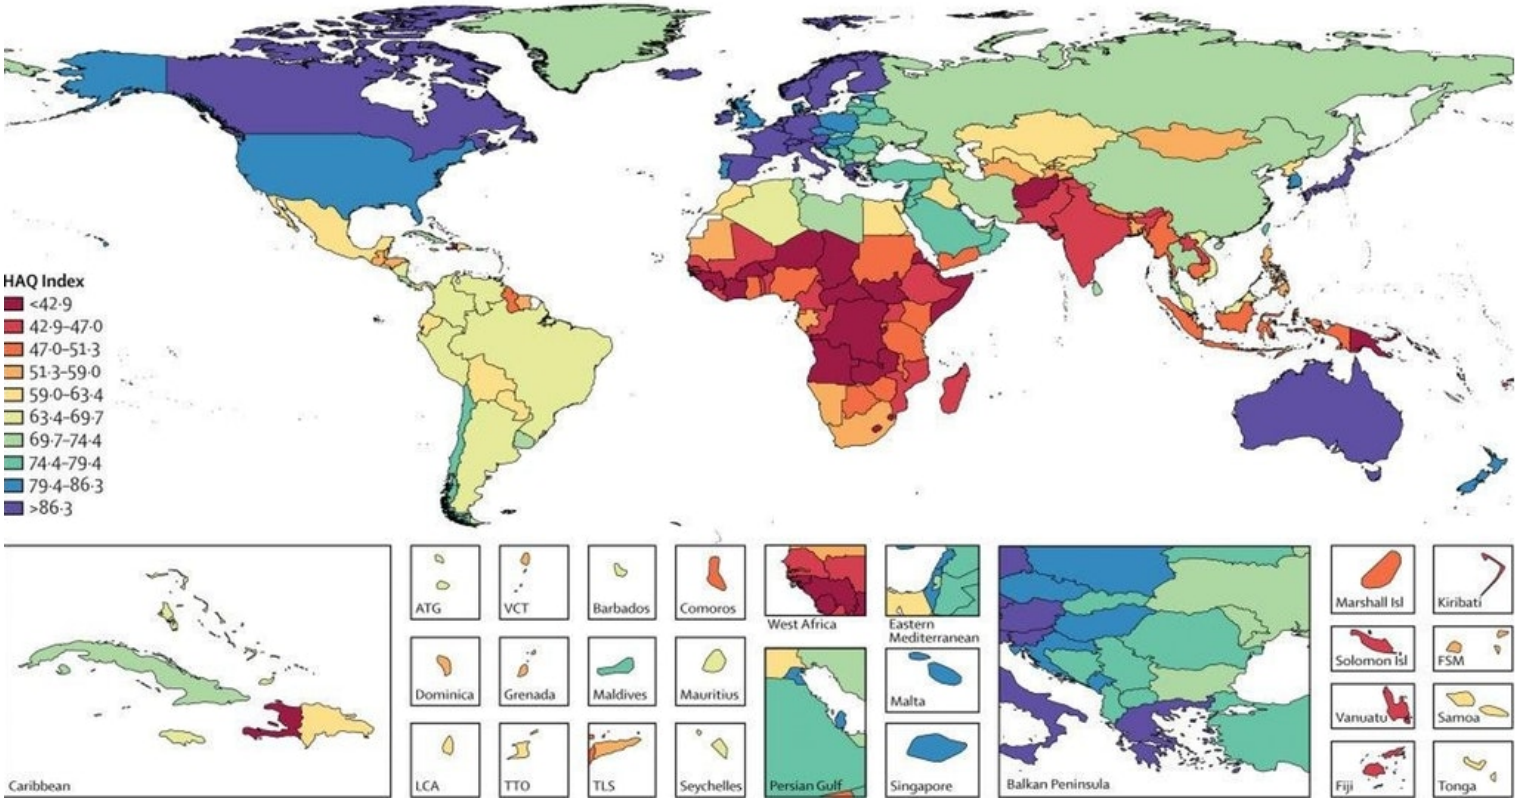 HAQ Index
<42·9
42·9–47·0
47·0–51·3
51·3–59·0
59·0–63·4
63·4–69·7
69·7–74·4
74·4–79·4
79·4–86·3
>86·3
Caribbean
ATG
VCT
Barbados
Comoros
Dominica
Grenada
Maldives
Mauritius
LCA
TTO
TLS
Seychelles
West Africa
Eastern
Mediterranean
Persian Gulf
Malta
Singapore
Balkan Peninsula
Marshall Isl
Kiribati
Solomon Isl
FSM
Vanuatu
Samoa
Fiji
Tonga